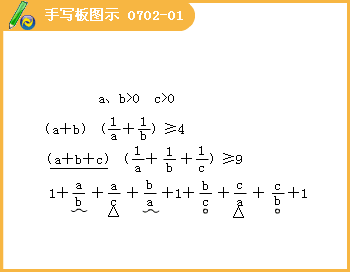 手写板图示 0702-01
a、b>0 c>0
(a+b) (1/a+1/b) ≥4
(a+b+c) (1/a+1/b+1/c) ≥9
1+a/b+a/c+b/a+1+b/c+c/a+c/b+1